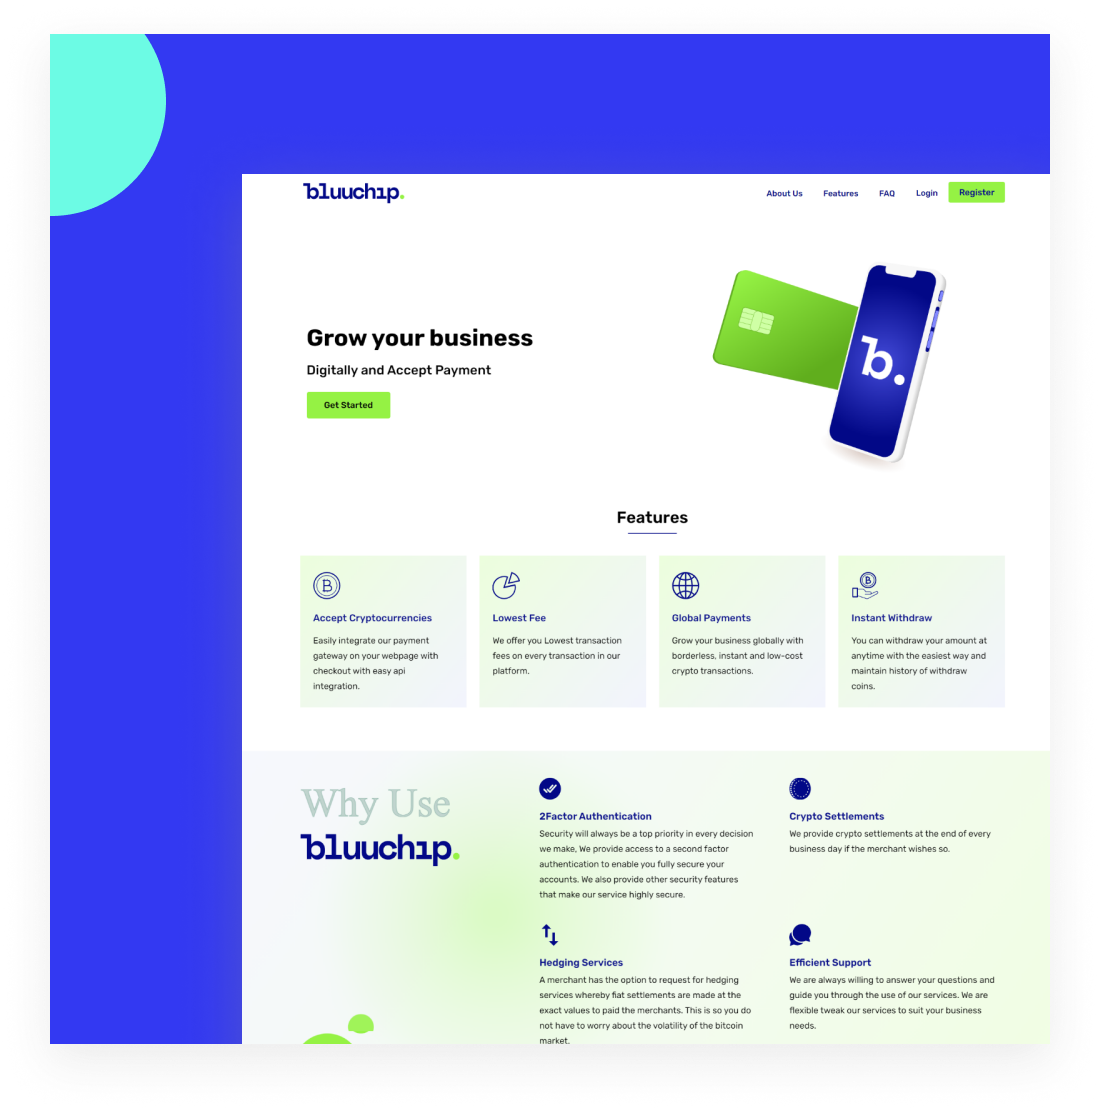 bluuchıp.
About Us Features FAQ Login Register
b.
Grow your business
Digitally and Accept Payment
Get Started
Features
Accept Cryptocurrencies
Easily integrate our payment
gateway on your webpage with
checkout with easy api
integration.
Lowest Fee
We offer you Lowest transaction
fees on every transaction in our
platform.
Global Payments
Grow your business globally with
borderless, instant and low-cost
crypto transactions.
Instant Withdraw
You can withdraw your amount at
anytime with the easiest way and
maintain history of withdraw
coins.
Why Use
bluuchıp.
2Factor Authentication
Security will always be a top priority in every decision
we make, We provide access to a second factor
authentication to enable you fully secure your
accounts. We also provide other security features
that make our service highly secure.
Crypto Settlements
We provide crypto settlements at the end of every
business day if the merchant wishes so.
Hedging Services
A merchant has the option to request for hedging
services whereby fiat settlements are made at the
exact values to paid the merchants. This is so you do
not have to worry about the volatility of the bitcoin
market.
Efficient Support
We are always willing to answer your questions and
guide you through the use of our services. We are
flexible tweak our services to suit your business
needs.